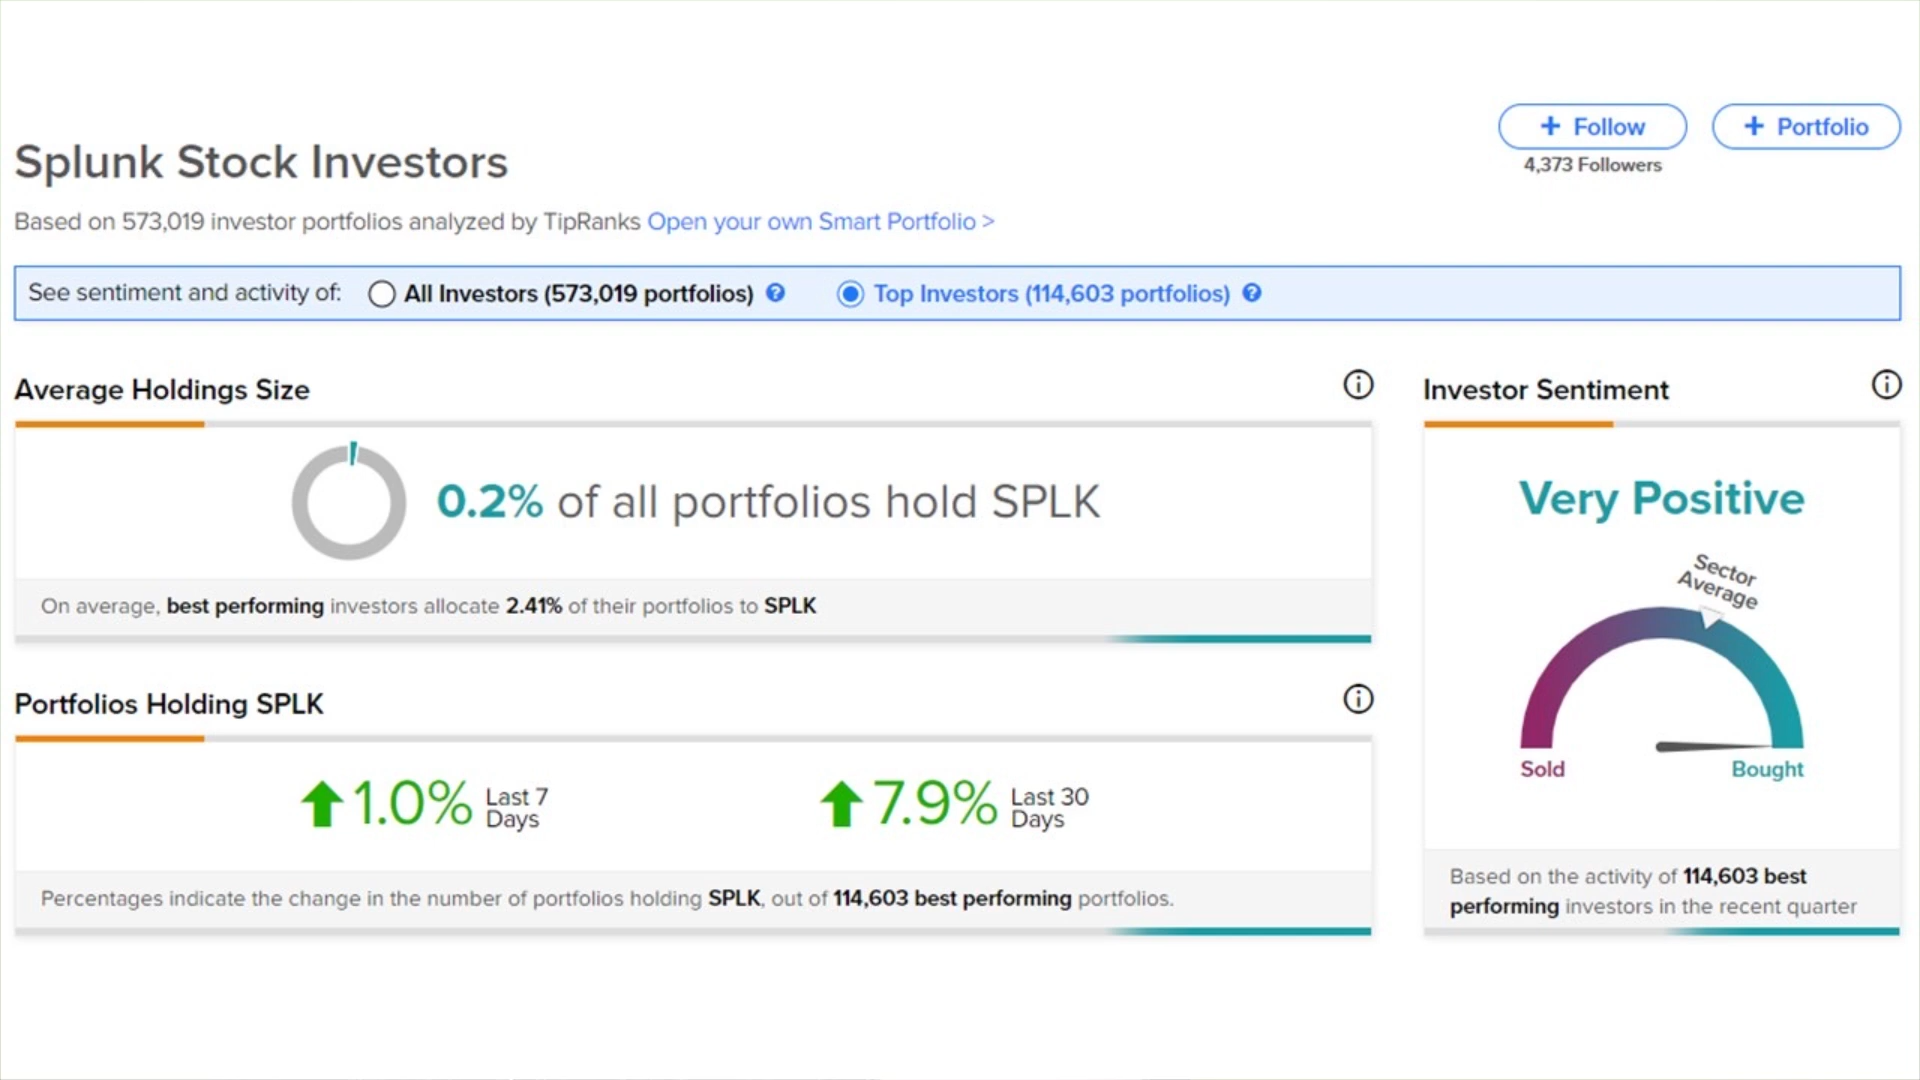 + Follow
+ Portfolio
4,373 Followers
Splunk Stock Investors
Based on 573,019 investor portfolios analyzed by TipRanks Open your own Smart Portfolio >
See sentiment and activity of: All Investors (573,019 portfolios) ? Top Investors (114,603 portfolios) ?
Average Holdings Size
0.2% of all portfolios hold SPLK
On average, best performing investors allocate 2.41% of their portfolios to SPLK
Portfolios Holding SPLK
1.0% Last 7
Days
7.9% Last 30
Days
Percentages indicate the change in the number of portfolios holding SPLK, out of 114,603 best performing portfolios.
Investor Sentiment
Very Positive
Sector
Average
Sold
Bought
Based on the activity of 114,603 best
performing investors in the recent quarter